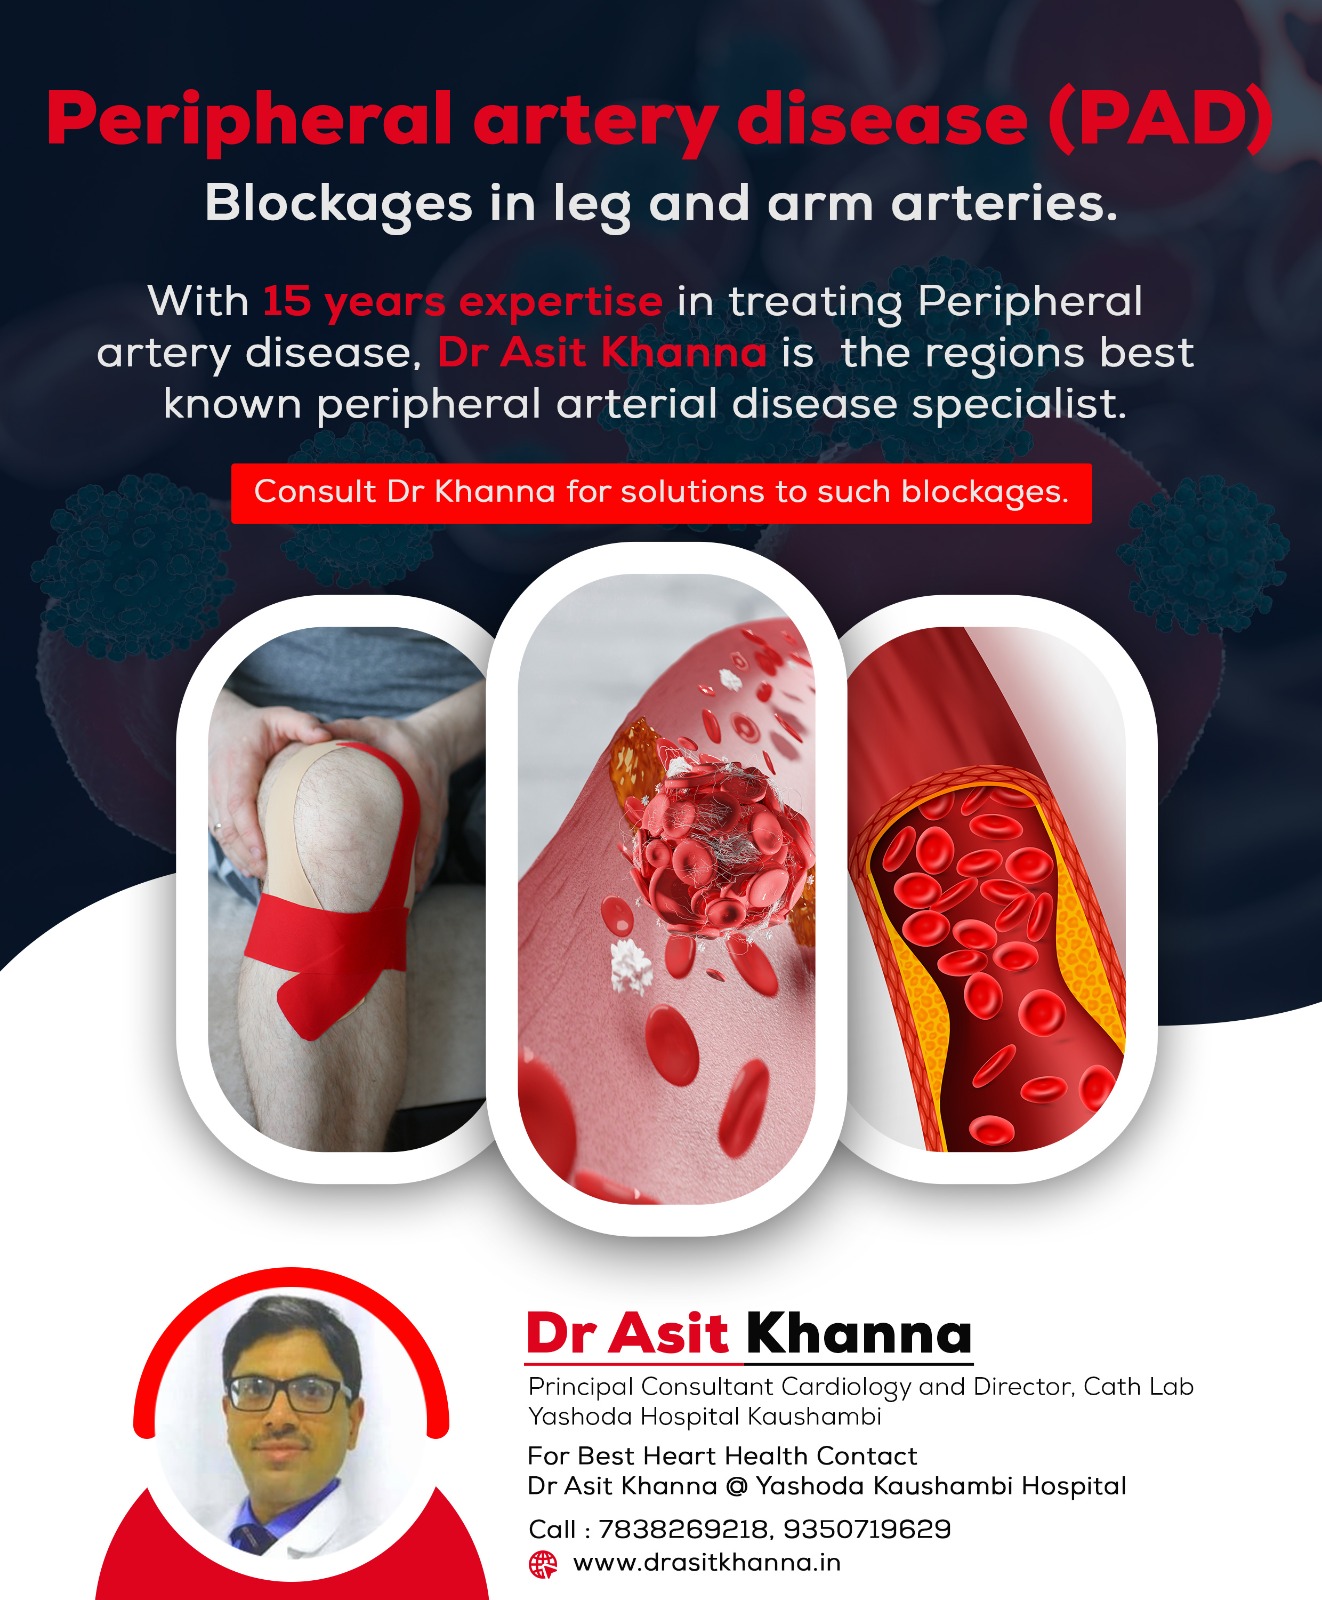 Peripheral artery disease (PAD)
Blockages in leg and arm arteries.
With 15 years expertise in treating Peripheral
artery disease, Dr Asit Khanna is the regions best
known peripheral arterial disease specialist.
Consult Dr Khanna for solutions to such blockages.
Dr Asit Khanna
Principal Consultant Cardiology and Director, Cath Lab
Yashoda Hospital Kaushambi
For Best Heart Health Contact
Dr Asit Khanna @ Yashoda Kaushambi Hospital
Call : 7838269218, 9350719629
www.drasitkhanna.in